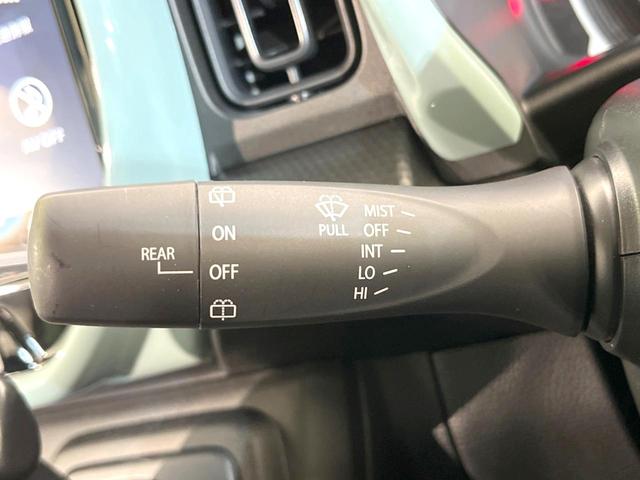 REAR
ON
OFF
PULL
MIST
OFF
INT
LO
HI